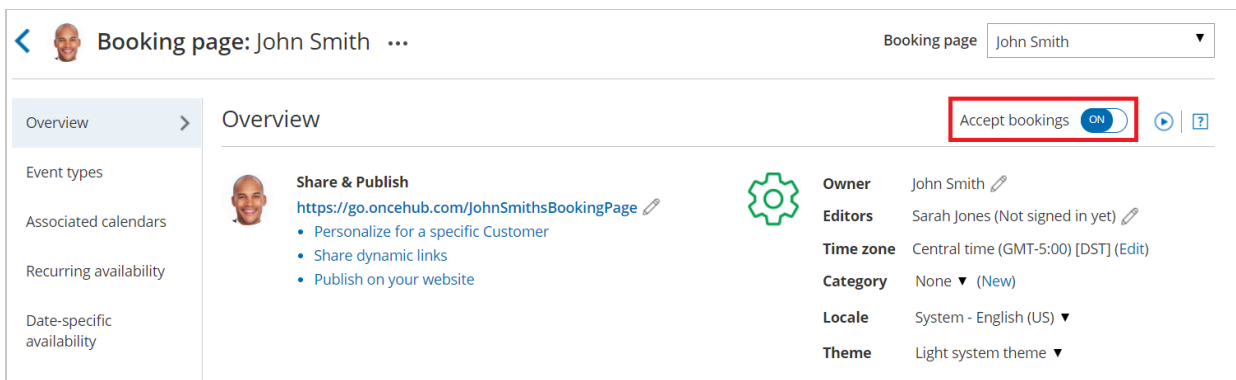 Booking page: John Smith ...
Booking page John Smith
Overview
Event types
Associated calendars
Recurring availability
Date-specific
availability
Overview
Accept bookings ON
?
Share & Publish
https://go.oncehub.com/JohnSmithsBookingPage
• Personalize for a specific Customer
• Share dynamic links
• Publish on your website
Owner John Smith
Editors Sarah Jones (Not signed in yet)
Time zone Central time (GMT-5:00) [DST] (Edit)
Category None ▼ (New)
Locale System - English (US) ▼
Theme Light system theme ▼